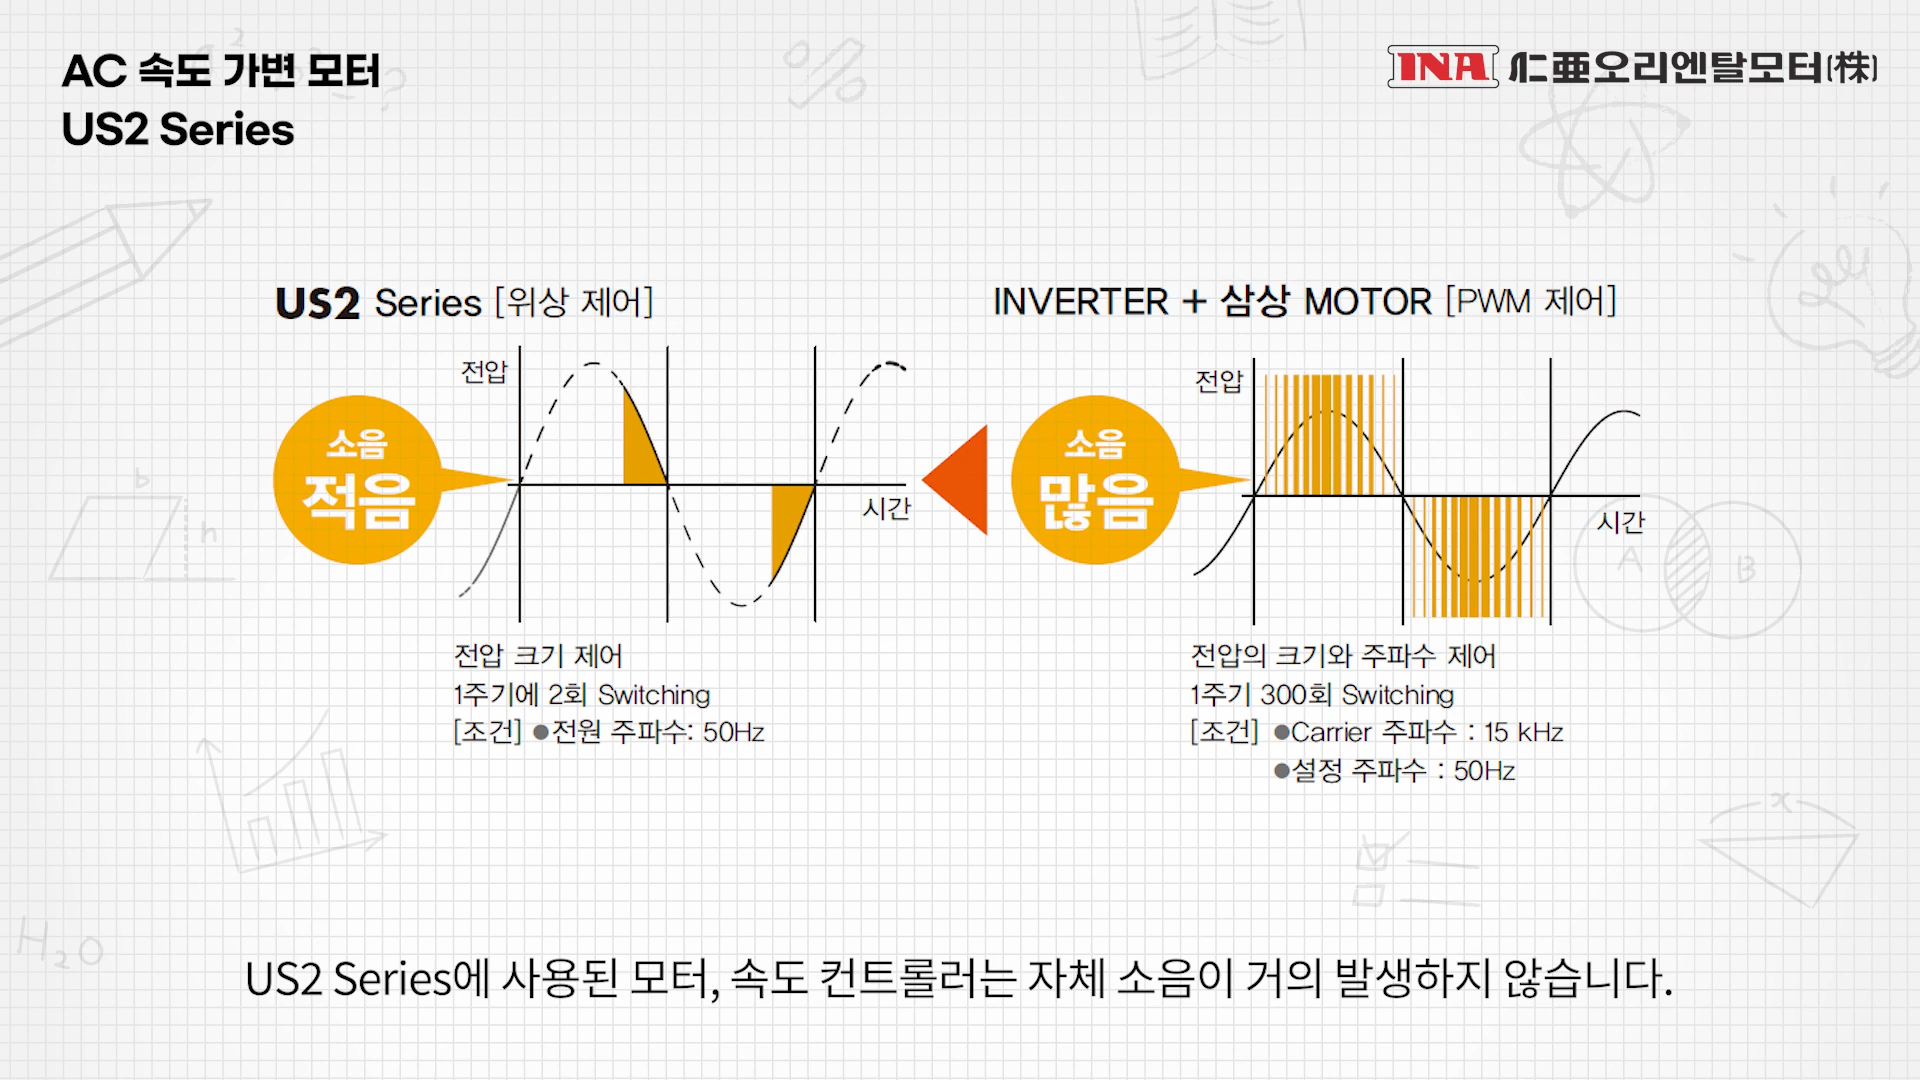 AC 속도 가변 모터
US2 Series
INA 仁亜오리엔탈모터(株)
US2 Series [위상 제어]
전압
소음
적음
시간
전압 크기 제어
1주기에 2회 Switching
[조건] ●전원 주파수: 50Hz
INVERTER + 삼상 MOTOR [PWM 제어]
전압
소음
많음
시간
전압의 크기와 주파수 제어
1주기 300회 Switching
[조건] ●Carrier 주파수 : 15 kHz
●설정 주파수 : 50Hz
US2 Series에 사용된 모터, 속도 컨트롤러는 자체 소음이 거의 발생하지 않습니다.
b
h
A
B
x
H₂O